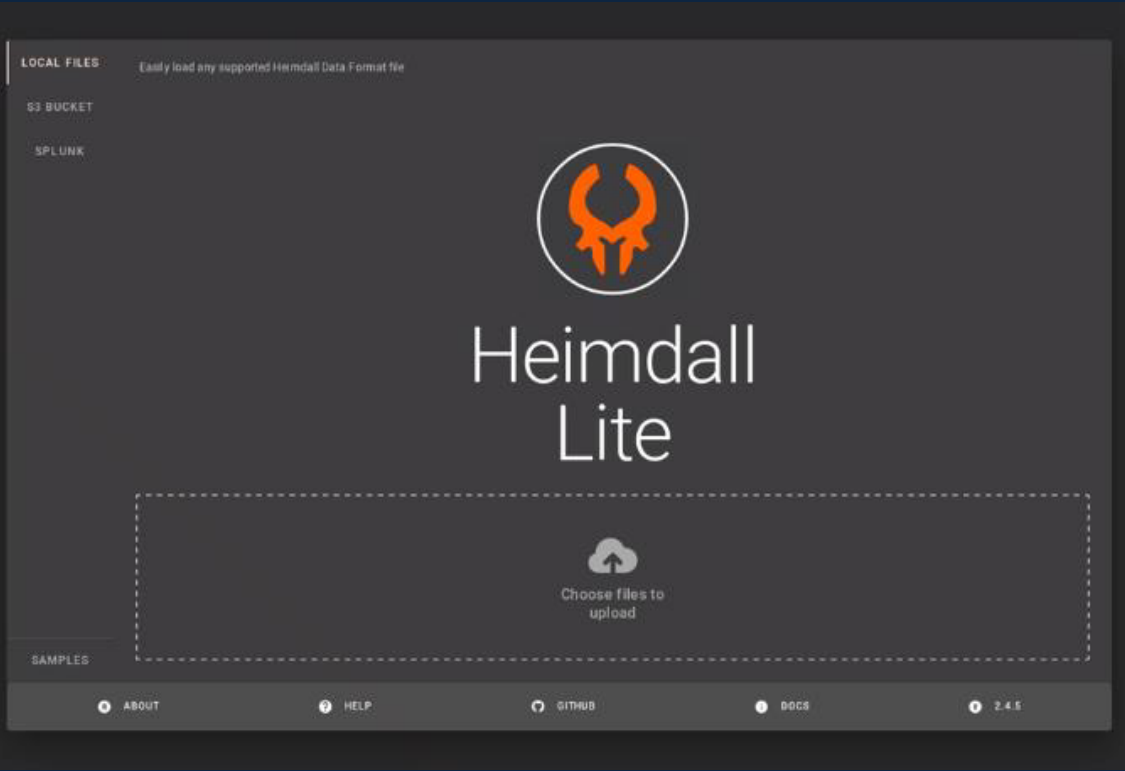 LOCAL FILES
Easily load any supported Heimdall Data Format file
S3 BUCKET
SPLUNK
Heimdall
Lite
Choose files to
upload
SAMPLES
ABOUT
HELP
GITHUB
DOCS
2.4.5